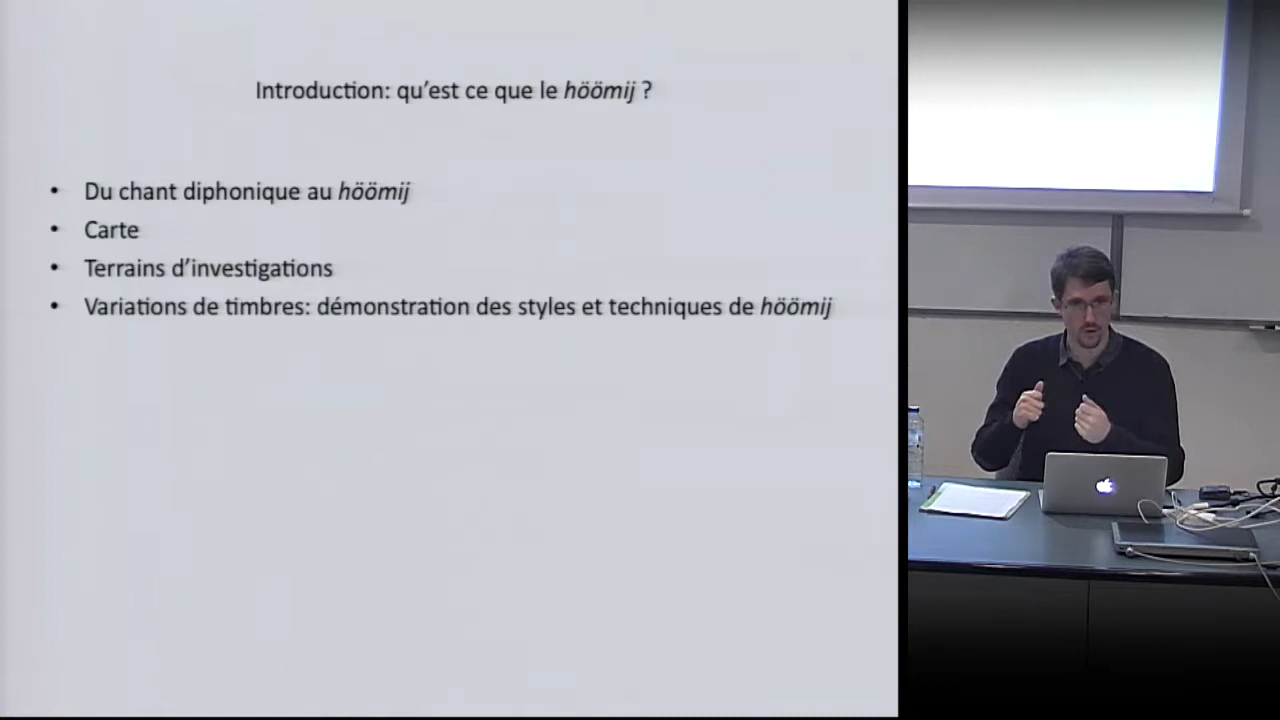 Introduction: qu'est ce que le höömij ?
• Du chant diphonique au höömij
• Carte
• Terrains d'investigations
• Variations de timbres: démonstration des styles et techniques de höömij